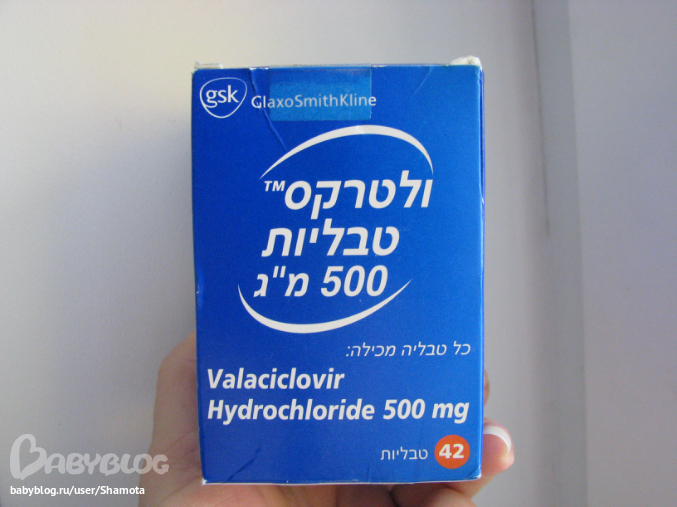 gsk GlaxoSmithKline
ולטרקס™
טבליות
500 מ"ג
כל טבליה מכילה:
Valaciclovir
Hydrochloride 500 mg
42 טבליות
BABYBLOG
babyblog.ru/user/Shamota